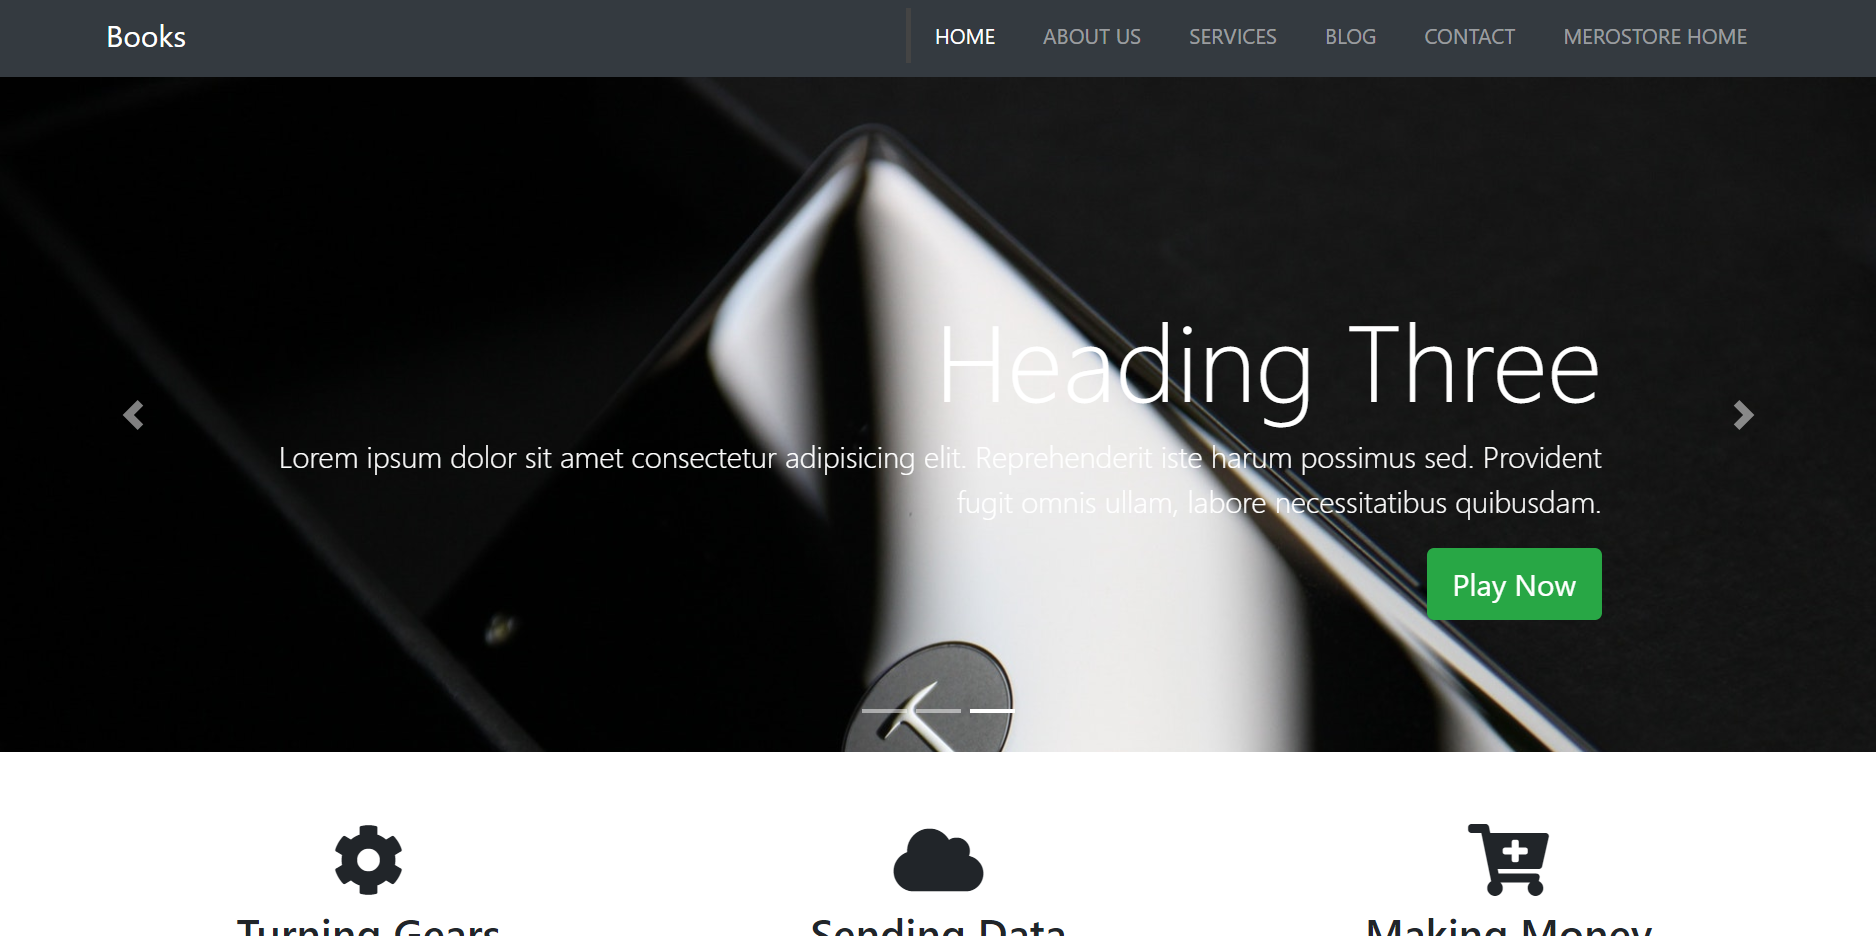 Books
HOME
ABOUT US
SERVICES
BLOG
CONTACT
MEROSTORE HOME
Heading Three
Lorem ipsum dolor sit amet consectetur adipisicing elit. Reprehenderit iste harum possimus sed. Provident
fugit omnis ullam, labore necessitatibus quibusdam.
Play Now
Turning Gears
Sending Data
Making Money